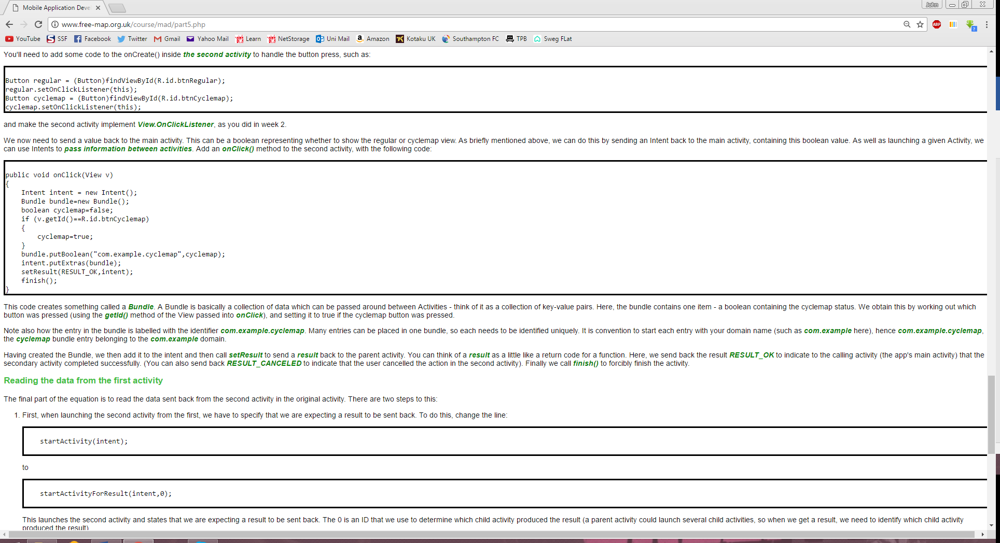 Mobile Application Deve
John
www.free-map.org.uk/course/mad/part5.php
ABP
YouTube SSF Facebook Twitter Gmail Yahoo Mail Learn NetStorage Uni Mail Amazon Kotaku UK Southampton FC TPB Sweg FLat
You'll need to add some code to the onCreate() inside the second activity to handle the button press, such as:
Button regular = (Button)findViewById(R.id.btnRegular);
regular.setOnClickListener(this);
Button cyclemap = (Button)findViewById(R.id.btnCyclemap);
cyclemap.setOnClickListener(this);
and make the second activity implement View.OnClickListener, as you did in week 2.
We now need to send a value back to the main activity. This can be a boolean representing whether to show the regular or cyclemap view. As briefly mentioned above, we can do this by sending an Intent back to the main activity, containing this boolean value. As well as launching a given Activity, we
can use Intents to pass information between activities. Add an onClick() method to the second activity, with the following code:
public void onClick(View v)
{
    Intent intent = new Intent();
    Bundle bundle=new Bundle();
    boolean cyclemap=false;
    if (v.getId()==R.id.btnCyclemap)
    {
        cyclemap=true;
    }
    bundle.putBoolean("com.example.cyclemap",cyclemap);
    intent.putExtras(bundle);
    setResult(RESULT_OK,intent);
    finish();
}
This code creates something called a Bundle. A Bundle is basically a collection of data which can be passed around between Activities - think of it as a collection of key-value pairs. Here, the bundle contains one item - a boolean containing the cyclemap status. We obtain this by working out which
button was pressed (using the getId() method of the View passed into onClick), and setting it to true if the cyclemap button was pressed.
Note also how the entry in the bundle is labelled with the identifier com.example.cyclemap. Many entries can be placed in one bundle, so each needs to be identified uniquely. It is convention to start each entry with your domain name (such as com.example here), hence com.example.cyclemap,
the cyclemap bundle entry belonging to the com.example domain.
Having created the Bundle, we then add it to the intent and then call setResult to send a result back to the parent activity. You can think of a result as a little like a return code for a function. Here, we send back the result RESULT_OK to indicate to the calling activity (the app's main activity) that the
secondary activity completed successfully. (You can also send back RESULT_CANCELED to indicate that the user cancelled the action in the second activity). Finally we call finish() to forcibly finish the activity.
Reading the data from the first activity
The final part of the equation is to read the data sent back from the second activity in the original activity. There are two steps to this:
1. First, when launching the second activity from the first, we have to specify that we are expecting a result to be sent back. To do this, change the line:
startActivity(intent);
to
startActivityForResult(intent,0);
This launches the second activity and states that we are expecting a result to be sent back. The 0 is an ID that we use to determine which child activity produced the result (a parent activity could launch several child activities, so when we get a result, we need to identify which child activity
produced the result)